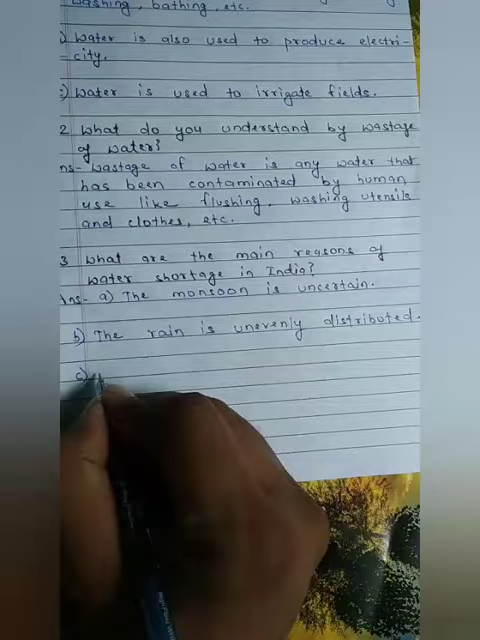 washing, bathing, etc.
) Water is also used to produce electri-
- city.
:) Water is used to irrigate fields.
2 What do you understand by wastage
of water?
ns- Wastage of water is any water that
has been contaminated by human
use like flushing, washing utensils
and clothes, etc.
3 What are the main reasons of
water shortage in India?
Ans- a) The monsoon is uncertain.
b) The rain is unevenly distributed.
c)